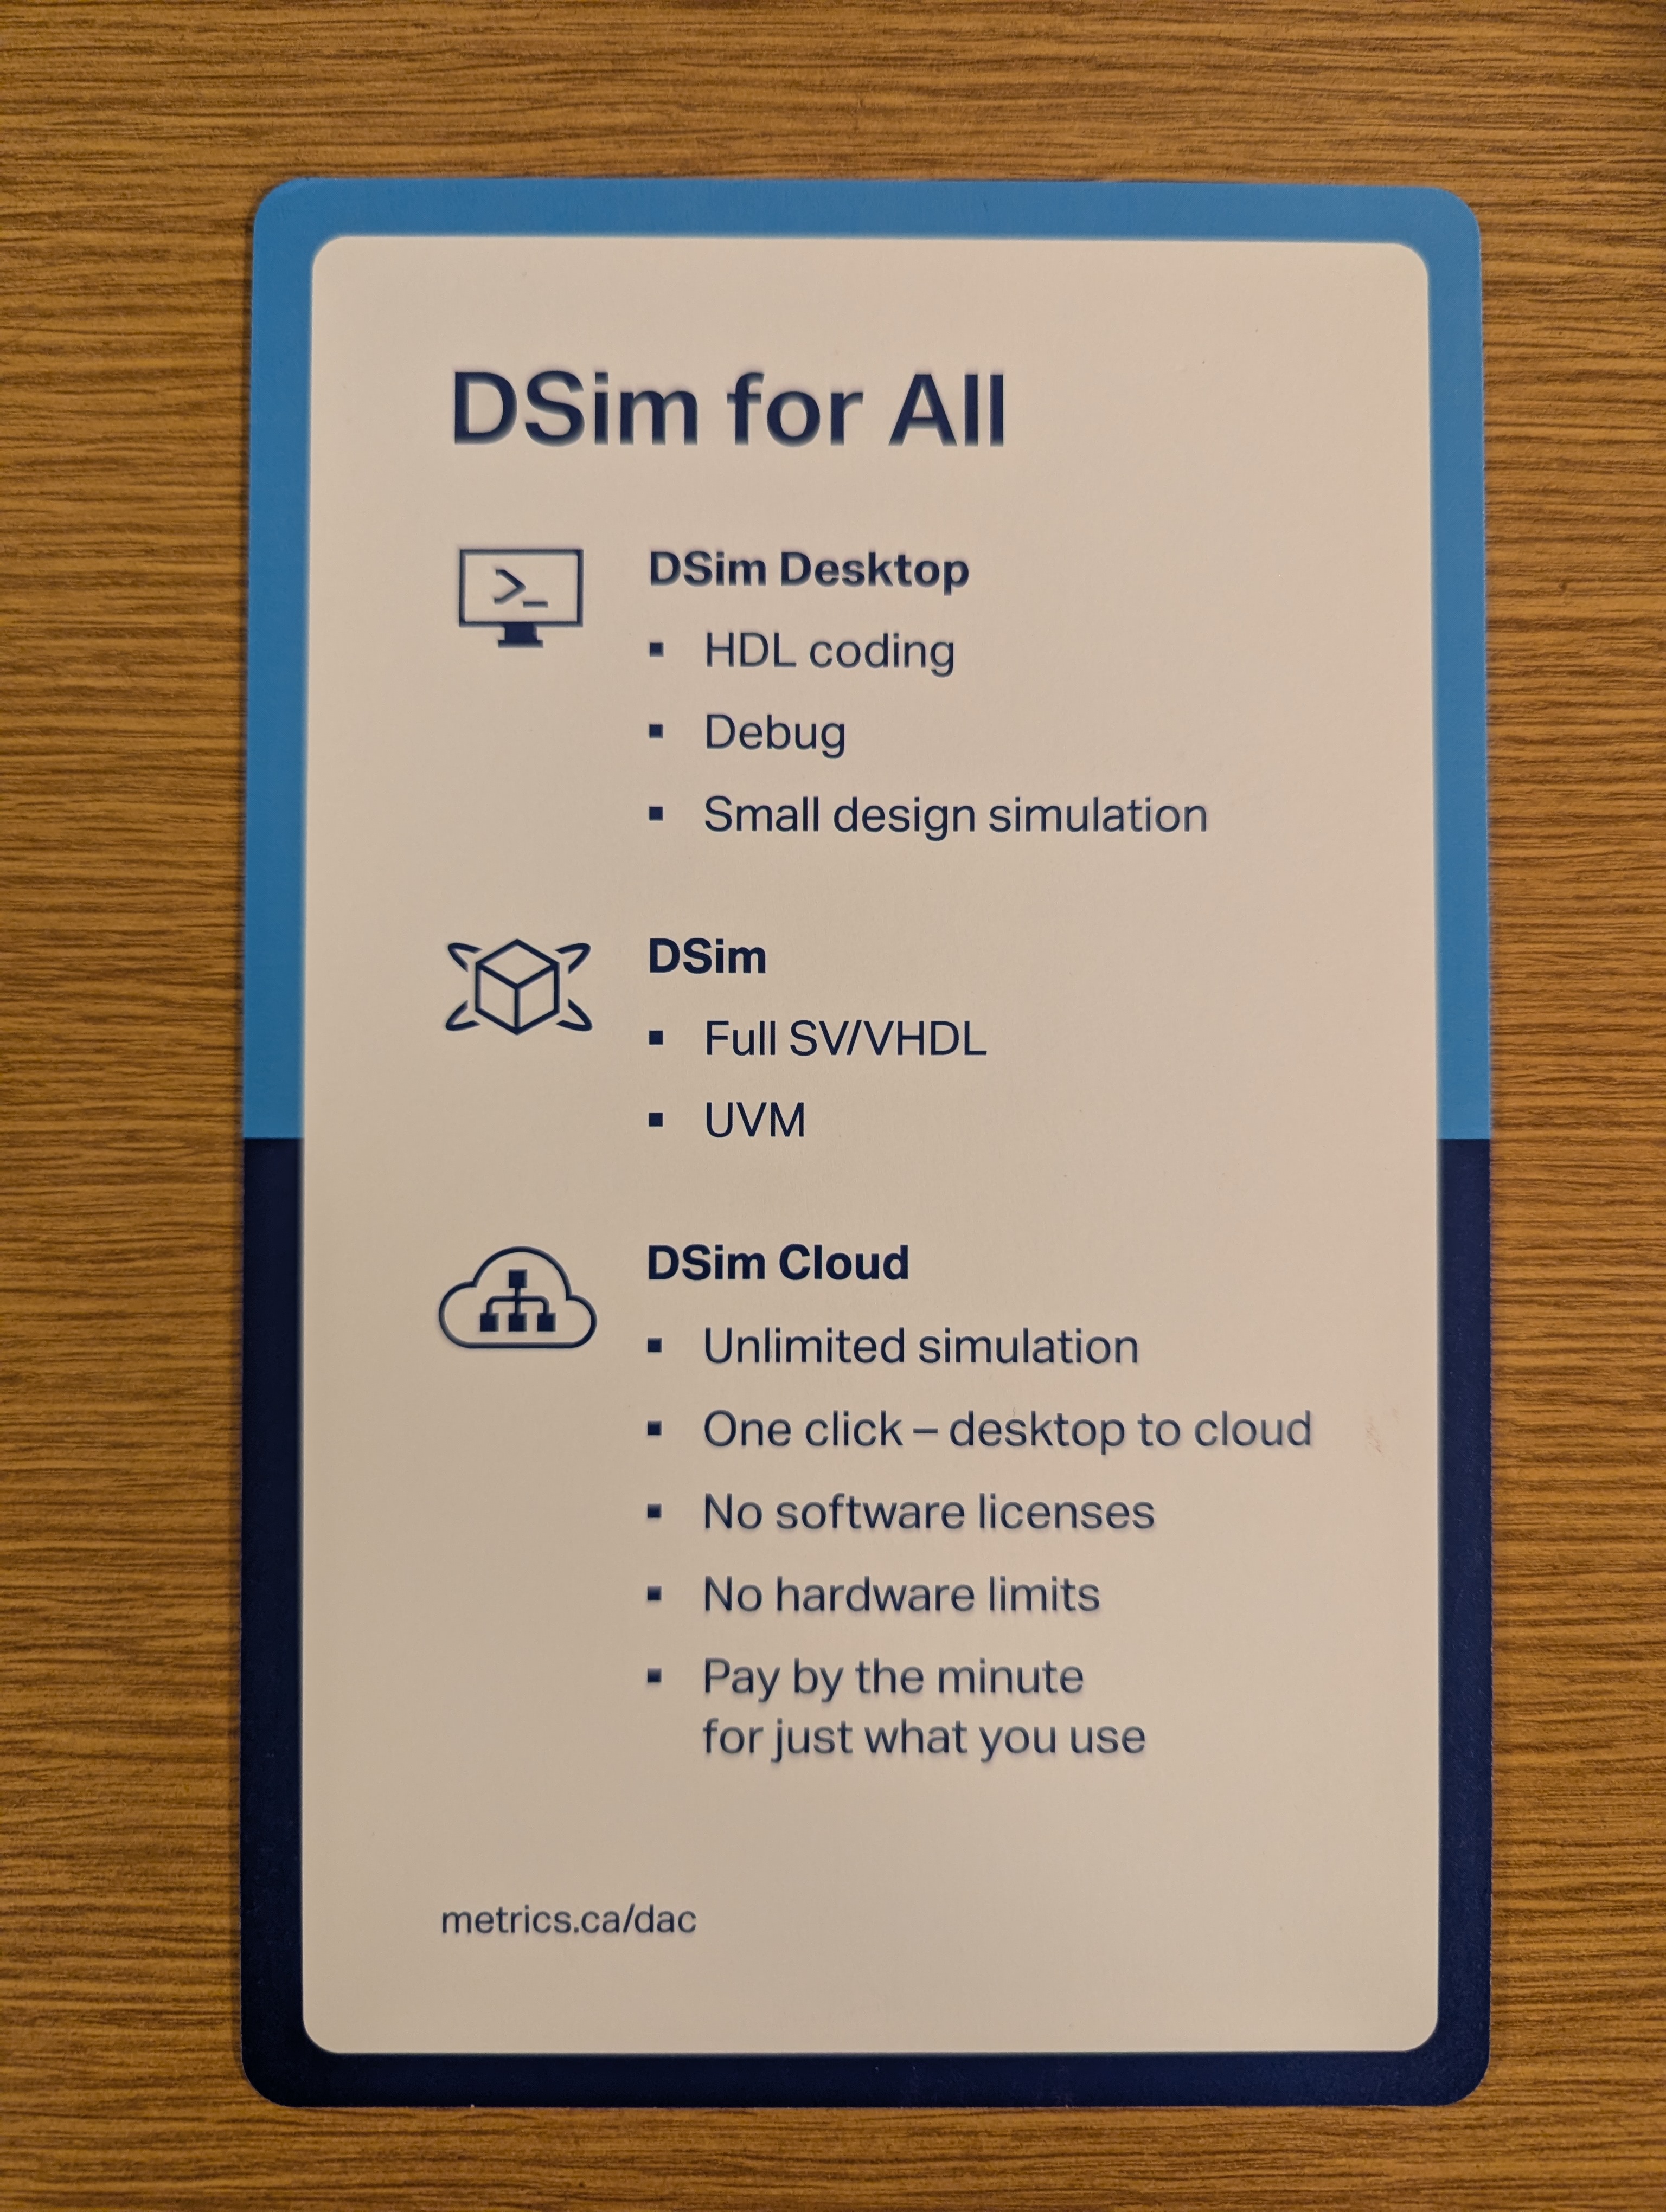 DSim for All
DSim Desktop
▪ HDL coding
▪ Debug
▪ Small design simulation
DSim
▪ Full SV/VHDL
▪ UVM
DSim Cloud
▪ Unlimited simulation
▪ One click – desktop to cloud
▪ No software licenses
▪ No hardware limits
▪ Pay by the minute
for just what you use
metrics.ca/dac